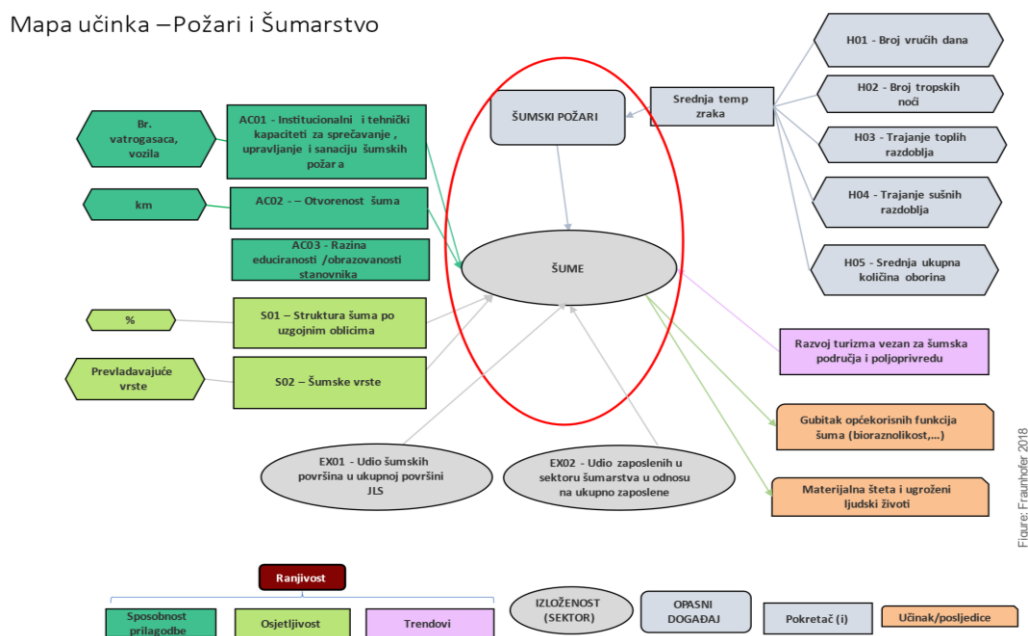 Mapa učinka –Požari i Šumarstvo
Br.
vatrogasaca,
vozila
AC01 - Institucionalni i tehnički
kapaciteti za sprečavanje ,
upravljanje i sanaciju šumskih
požara
km
AC02 - – Otvorenost šuma
AC03 - Razina
educiranosti /obrazovanosti
stanovnika
%
S01 – Struktura šuma po
uzgojnim oblicima
Prevladavajuće
vrste
S02 – Šumske vrste
ŠUMSKI POŽARI
ŠUME
Srednja temp
zraka
H01 - Broj vrućih dana
H02 - Broj tropskih
noći
H03 - Trajanje toplih
razdoblja
H04 - Trajanje sušnih
razdoblja
H05 - Srednja ukupna
količina oborina
Razvoj turizma vezan za šumska
područja i poljoprivredu
Gubitak općekorisnih funkcija
šuma (bioraznolikost,...)
Materijalna šteta i ugroženi
ljudski životi
EX01 - Udio šumskih
površina u ukupnoj površini
JLS
EX02 - Udio zaposlenih u
sektoru šumarstva u odnosu
na ukupno zaposlene
Figure: Fraunhofer 2018
Ranjivost
Sposobnost
prilagodbe
Osjetljivost
Trendovi
IZLOŽENOST
(SEKTOR)
OPASNI
DOGAĐAJ
Pokretač (i)
Učinak/posljedice